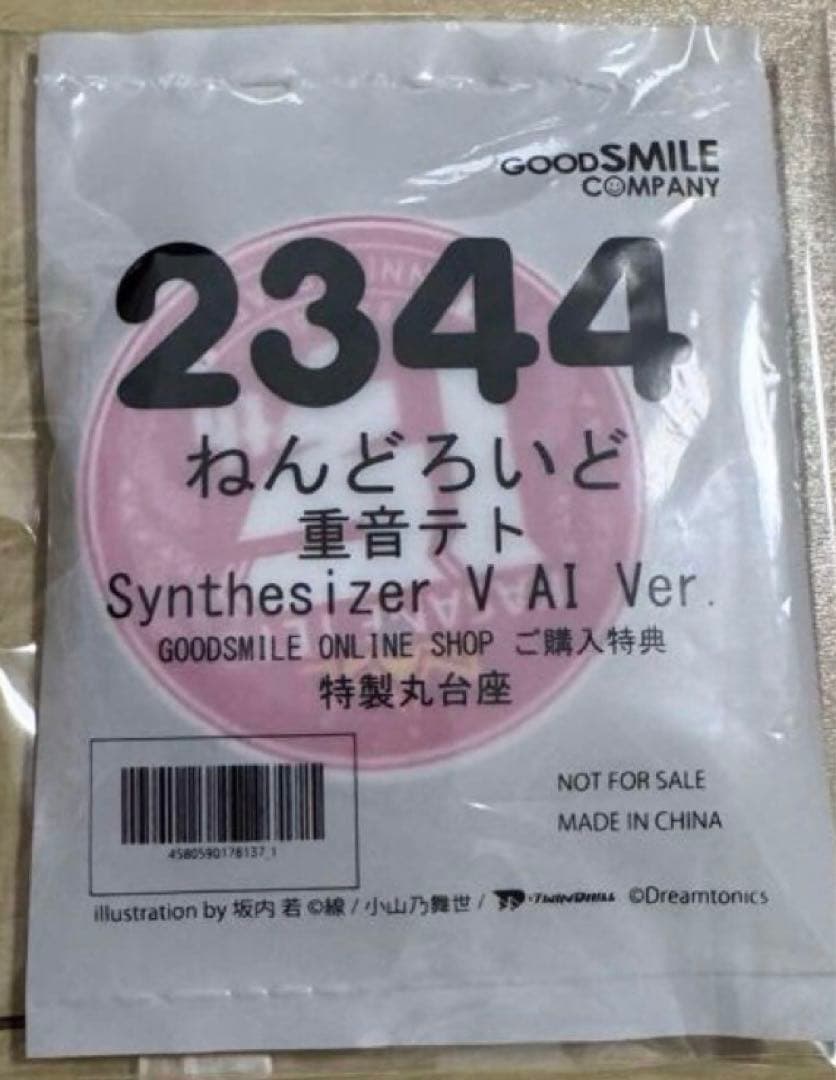 GOODSMILE
COMPANY
2344
ねんどろいど
重音テト
Synthesizer V AI Ver.
GOODSMILE ONLINE SHOP ご購入特典
特製丸台座
4580590178137_1
NOT FOR SALE
MADE IN CHINA
illustration by 坂内 若 ©線 / 小山乃舞世 / TWINDRILL ©Dreamtonics